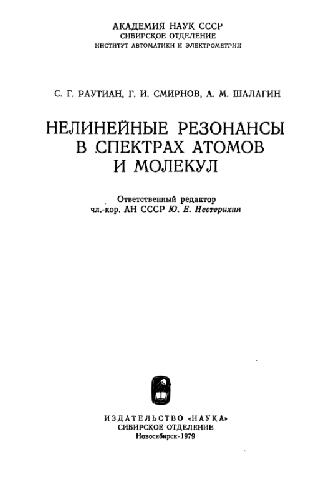 АКАДЕМИЯ НАУК СССР
СИБИРСКОЕ ОТДЕЛЕНИЕ
ИНСТИТУТ АВТОМАТИКИ И ЭЛЕКТРОМЕТРИИ
С. Г. РАУТИАН, Г. И. СМИРНОВ, А. М. ШАЛАГИН
НЕЛИНЕЙНЫЕ РЕЗОНАНСЫ
В СПЕКТРАХ АТОМОВ
И МОЛЕКУЛ
Ответственный редактор
чл.-кор. АН СССР Ю. Е. Нестерихин
ИЗДАТЕЛЬСТВО «НАУКА»
СИБИРСКОЕ ОТДЕЛЕНИЕ
Новосибирск-1979